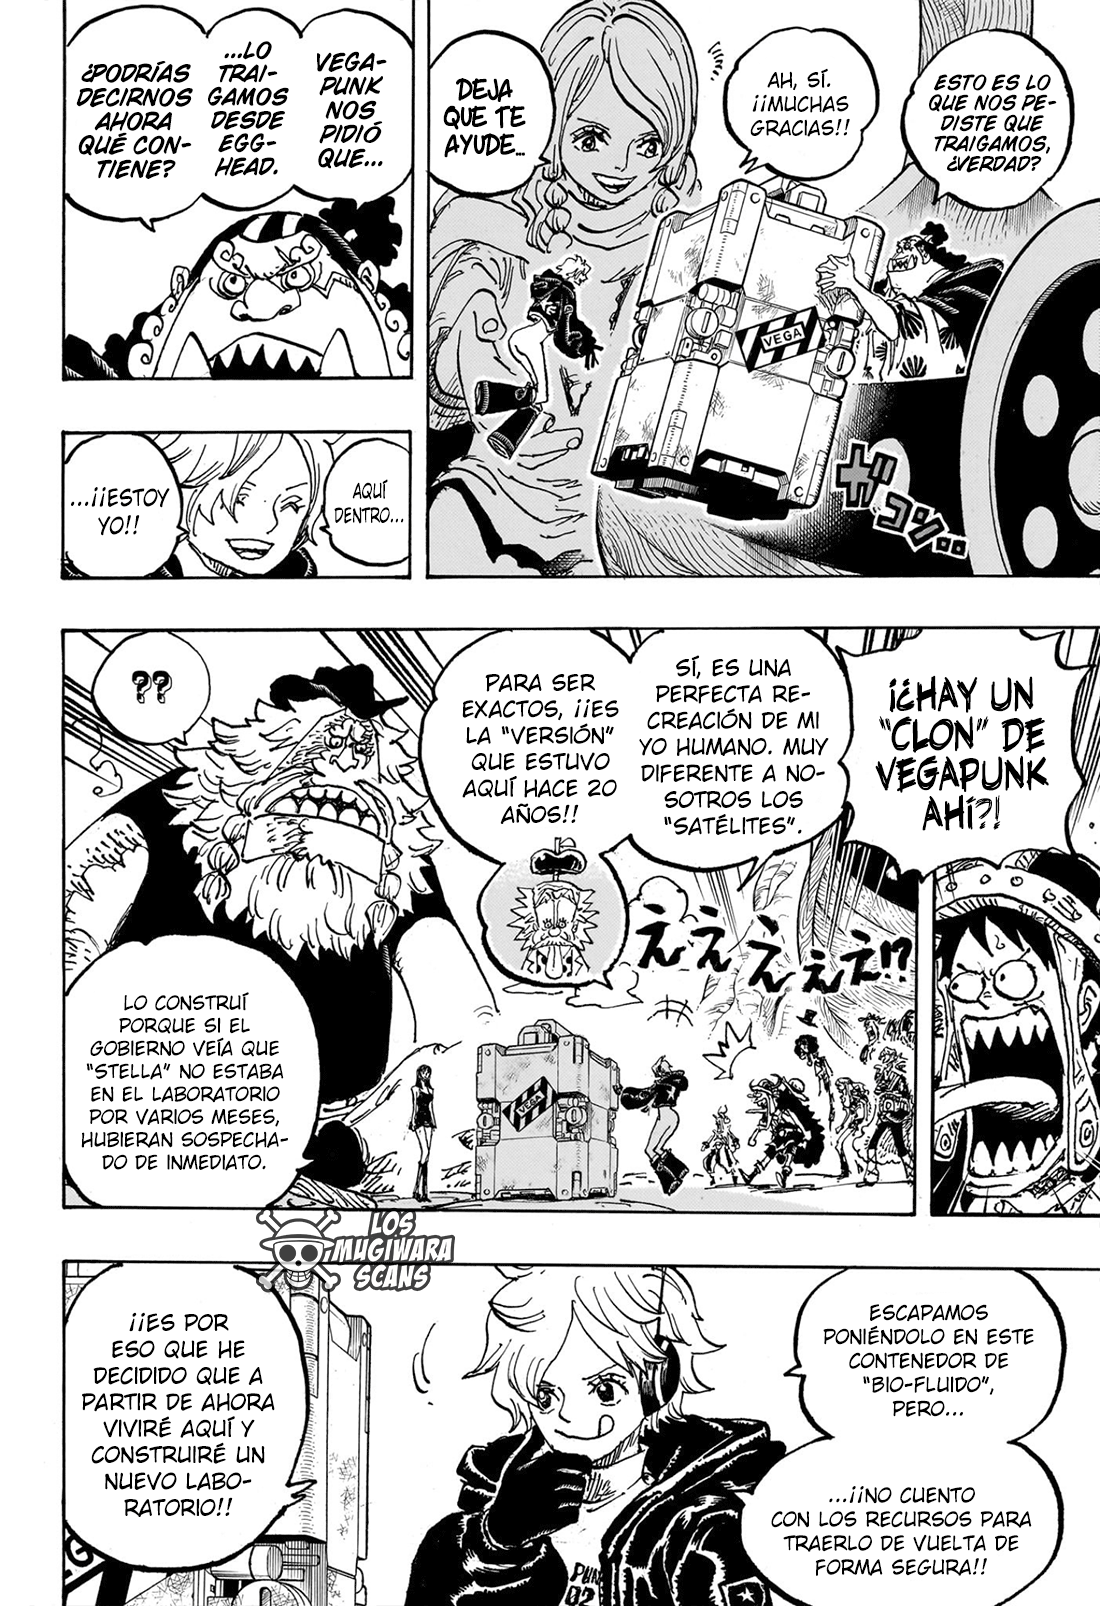 ESTO ES LO
QUE NOS PE-
DISTE QUE
TRAIGAMOS,
¿VERDAD?
AH, SÍ.
¡¡MUCHAS
GRACIAS!!
DEJA
QUE TE
AYUDE...
VEGA
ガコン...
VEGA-
PUNK
NOS
PIDIÓ
QUE...
...LO
TRAI-
GAMOS
DESDE
EGG-
HEAD.
¿PODRÍAS
DECIRNOS
AHORA
QUÉ CON-
TIENE?
AQUÍ
DENTRO...
...¡¡ESTOY
YO!!
¡¿HAY UN
"CLON" DE
VEGAPUNK
AHÍ?!
SÍ, ES UNA
PERFECTA RE-
CREACIÓN DE MI
YO HUMANO. MUY
DIFERENTE A NO-
SOTROS LOS
"SATÉLITES".
PARA SER
EXACTOS, ¡¡ES
LA "VERSIÓN"
QUE ESTUVO
AQUÍ HACE 20
AÑOS!!
??
えええええ!?
VEGA
LO CONSTRUÍ
PORQUE SI EL
GOBIERNO VEÍA QUE
"STELLA" NO ESTABA
EN EL LABORATORIO
POR VARIOS MESES,
HUBIERAN SOSPECHA-
DO DE INMEDIATO.
LOS
MUGIWARA
SCANS
ESCAPAMOS
PONIÉNDOLO EN ESTE
CONTENEDOR DE
"BIO-FLUIDO",
PERO...
...¡¡NO CUENTO
CON LOS RECURSOS PARA
TRAERLO DE VUELTA DE
FORMA SEGURA!!
PUNK
02
¡¡ES POR
ESO QUE HE
DECIDIDO QUE A
PARTIR DE AHORA
VIVIRÉ AQUÍ Y
CONSTRUIRÉ UN
NUEVO LABO-
RATORIO!!